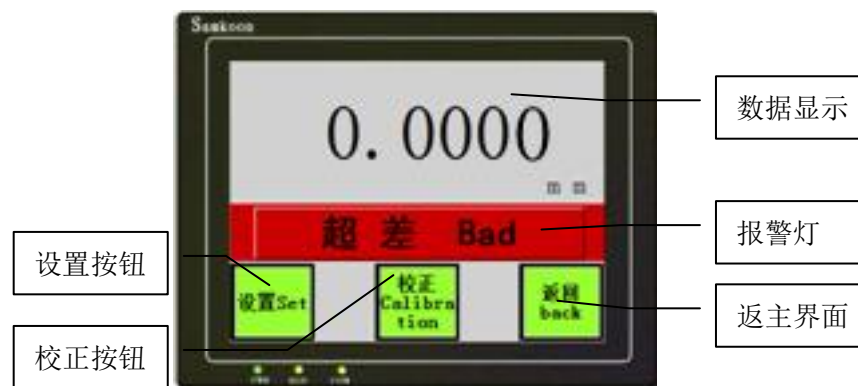 Samkoon
0.0000
数据显示
mm
超差 Bad
报警灯
设置按钮
设置Set
校正
Calibra
tion
返回
back
返主界面
校正按钮